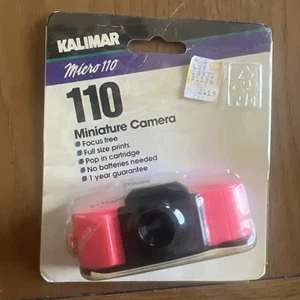 KALIMAR
micro 110
110
Miniature Camera
Focus free
Full size prints
Pop in cartridge
No batteries needed
1 year guarantee